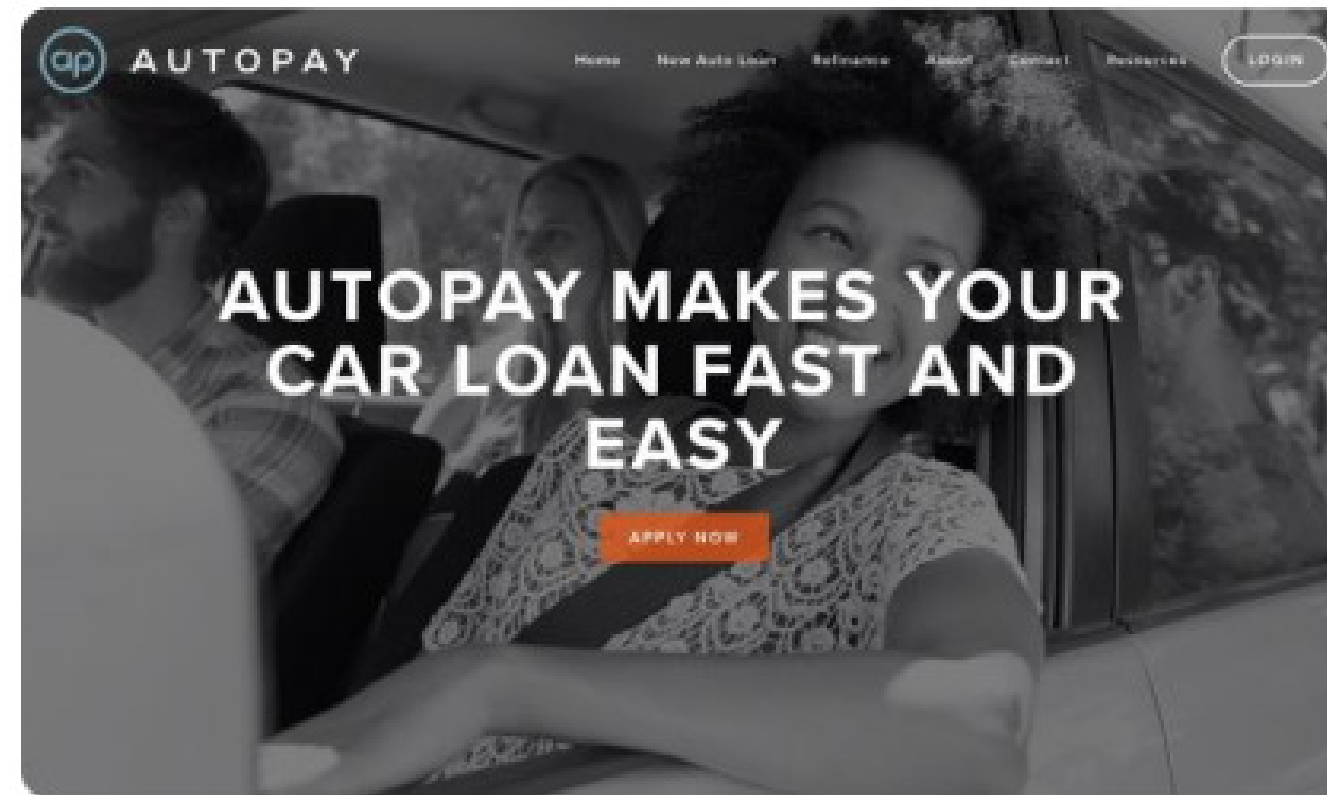 ap AUTOPAY
Home New Auto Loan Refinance About Contact Resources LOGIN
AUTOPAY MAKES YOUR
CAR LOAN FAST AND
EASY
APPLY NOW